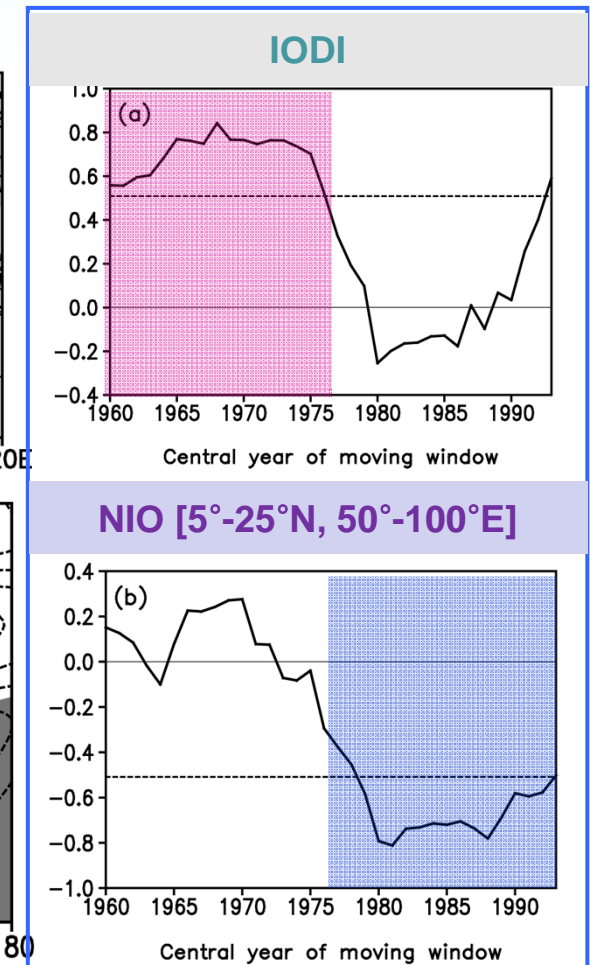 IODI
(a)
1.0
0.8
0.6
0.4
0.2
0.0
−0.2
−0.4
1960 1965 1970 1975 1980 1985 1990
Central year of moving window
NIO [5°-25°N, 50°-100°E]
(b)
0.4
0.2
0.0
−0.2
−0.4
−0.6
−0.8
−1.0
1960 1965 1970 1975 1980 1985 1990
Central year of moving window
80